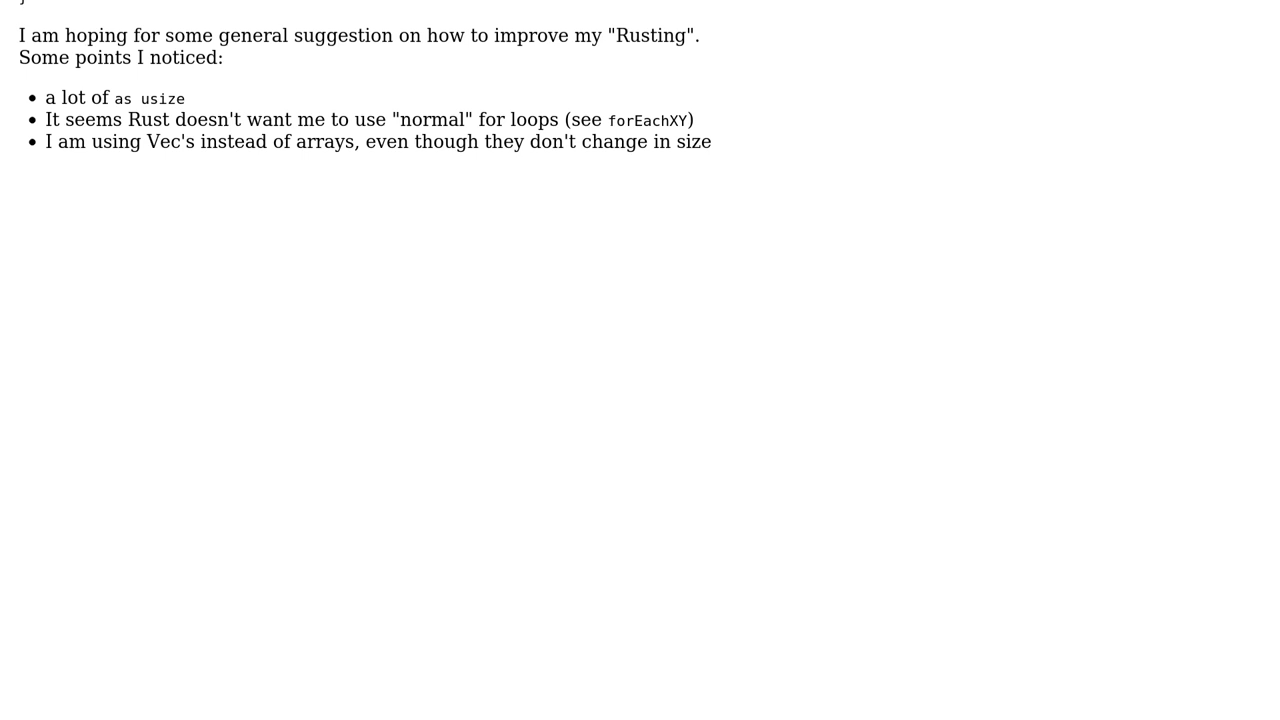 }
I am hoping for some general suggestion on how to improve my "Rusting".
Some points I noticed:
• a lot of as usize
• It seems Rust doesn't want me to use "normal" for loops (see forEachXY)
• I am using Vec's instead of arrays, even though they don't change in size